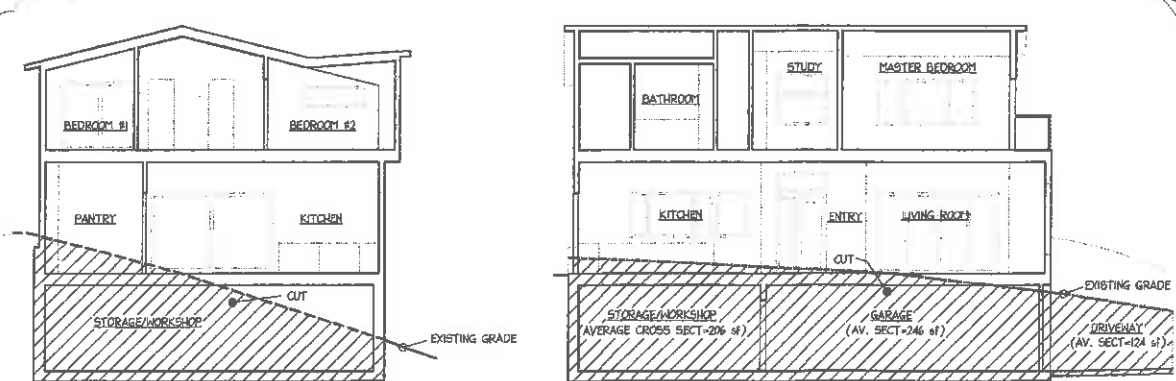 BEDROOM #1
BEDROOM #2
PANTRY
KITCHEN
CUT
STORAGE/WORKSHOP
EXISTING GRADE
STUDY
MASTER BEDROOM
BATHROOM
KITCHEN
ENTRY
LIVING ROOM
CUT
EXISTING GRADE
STORAGE/WORKSHOP
(AVERAGE CROSS SECT=206 sf)
GARAGE
(AV. SECT=246 sf)
DRIVEWAY
(AV. SECT=124 sf)